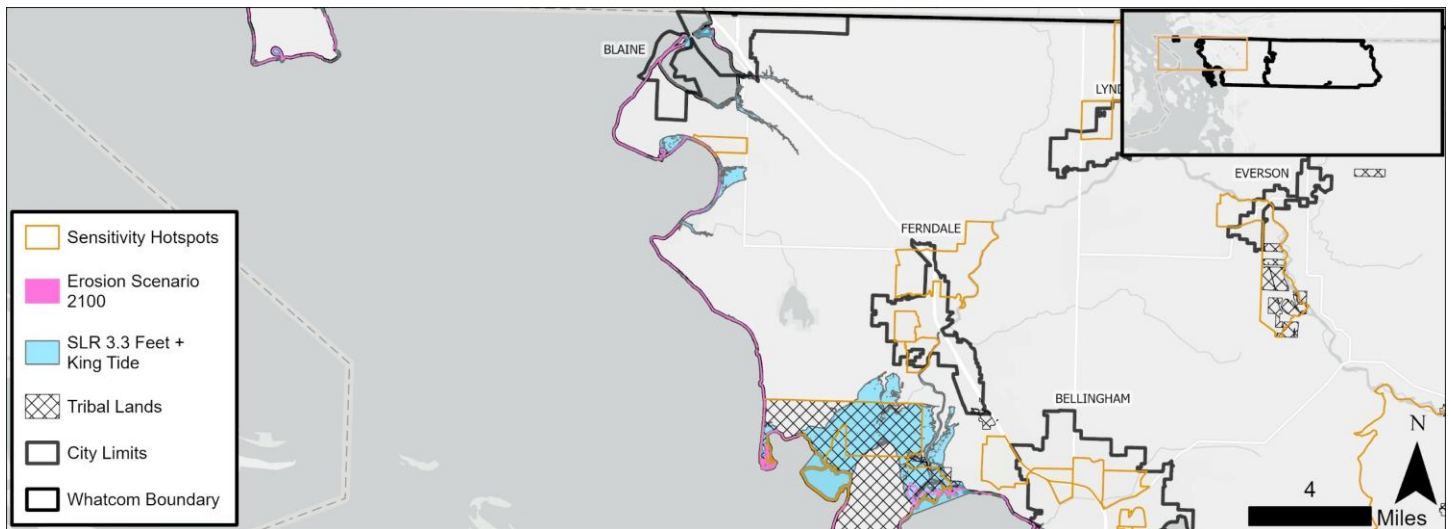 BLAINE
LYND
EVERSON
FERNDALE
BELLINGHAM
Sensitivity Hotspots
Erosion Scenario
2100
SLR 3.3 Feet +
King Tide
Tribal Lands
City Limits
Whatcom Boundary
N
4
Miles